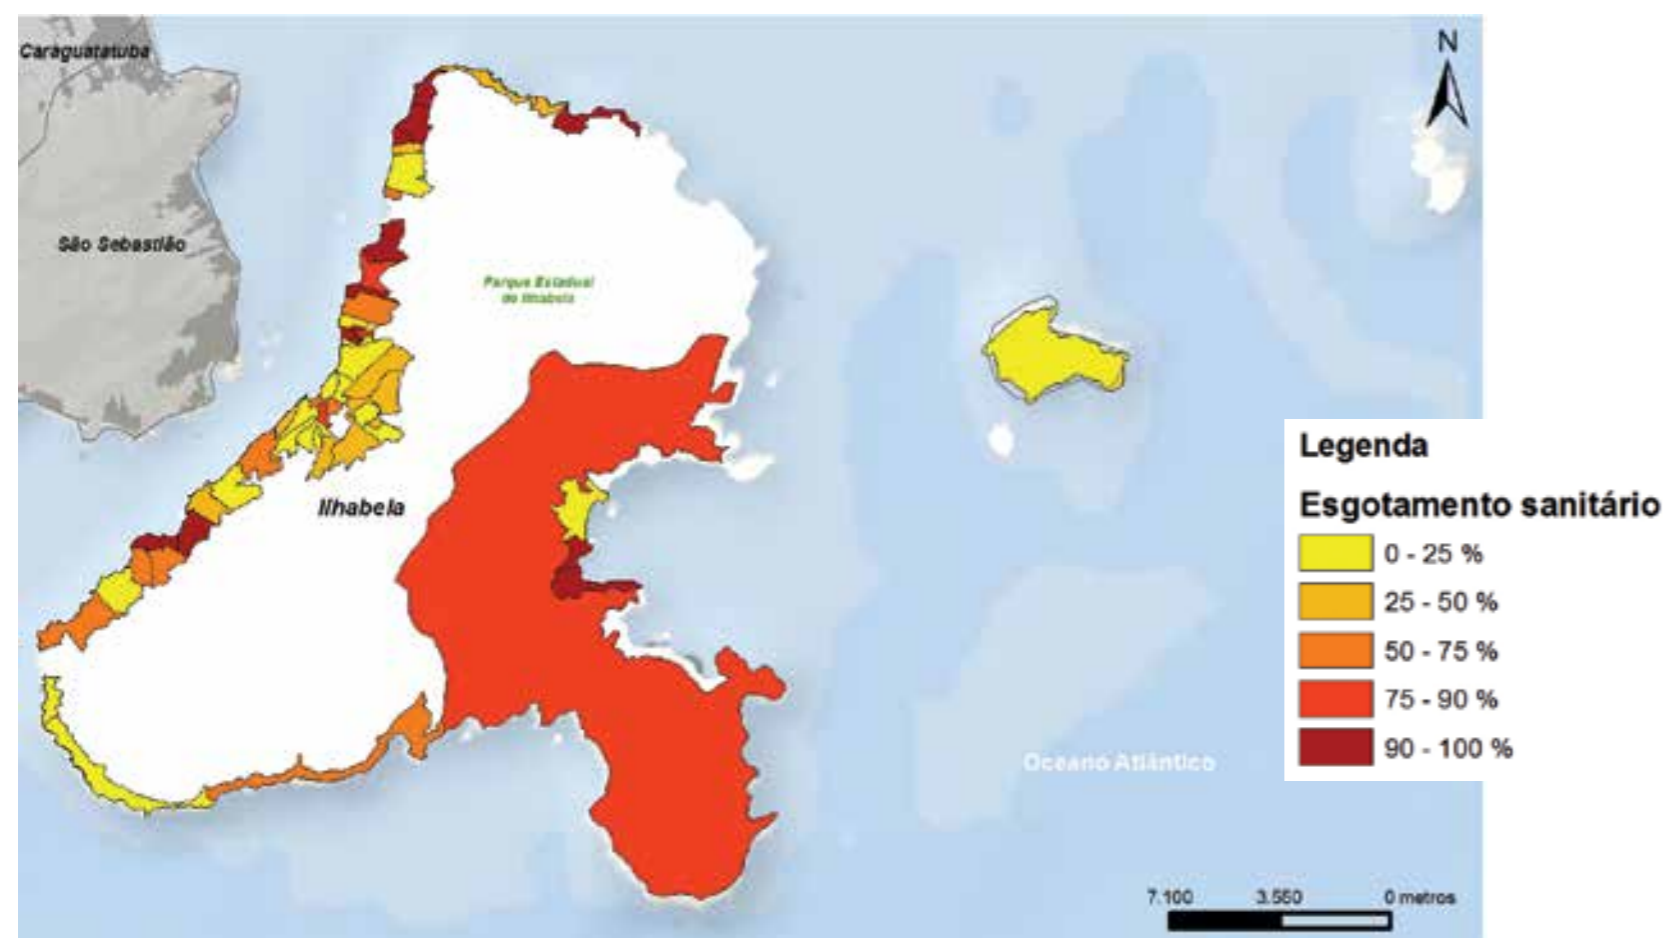 Caraguatatuba
N
São Sebastião
Parque Estadual
de Ilhabela
Ilhabela
Legenda
Esgotamento sanitário
0 - 25 %
25 - 50 %
50 - 75 %
75 - 90 %
90 - 100 %
Oceano Atlântico
7.100 3.550 0 metros